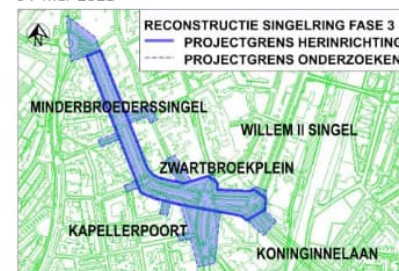 RECONSTRUCTIE SINGELRING FASE 3
PROJECTGRENS HERINRICHTING
PROJECTGRENS ONDERZOEKEN
N
MINDERBROEDERSSINGEL
WILLEM II SINGEL
ZWARTBROEKPLEIN
KAPELLERPOORT
KONINGINNELAAN